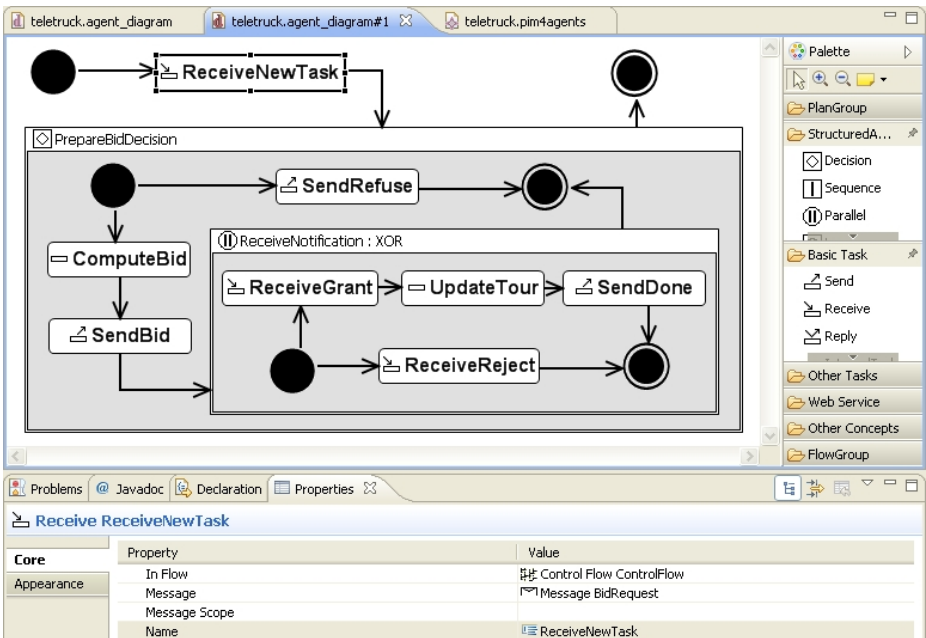 teletruck.agent_diagram
teletruck.agent_diagram#1
teletruck.pim4agents
ReceiveNewTask
PrepareBidDecision
SendRefuse
ComputeBid
ReceiveNotification : XOR
ReceiveGrant
UpdateTour
SendDone
SendBid
ReceiveReject
Palette
PlanGroup
StructuredA...
Decision
Sequence
Parallel
Basic Task
Send
Receive
Reply
Other Tasks
Web Service
Other Concepts
FlowGroup
Problems @ Javadoc Declaration Properties
Receive ReceiveNewTask
Core
Appearance
Property Value
In Flow Control Flow ControlFlow
Message Message BidRequest
Message Scope
Name ReceiveNewTask